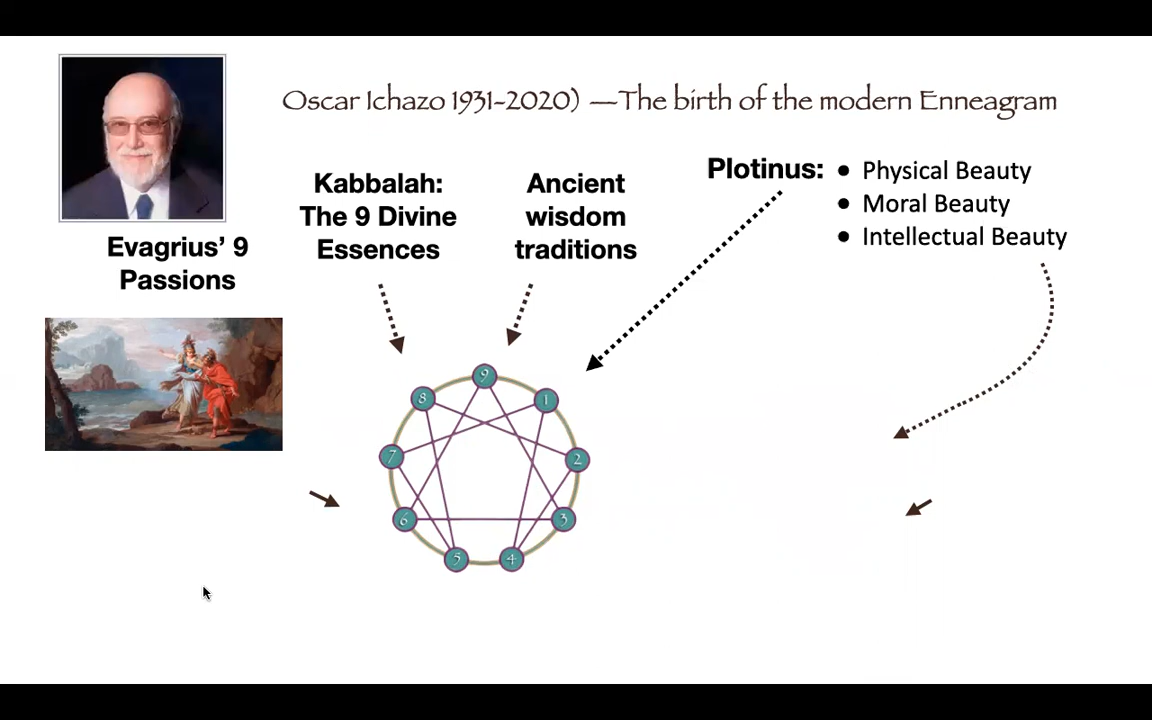 Oscar Ichazo 1931-2020) —The birth of the modern Enneagram
Kabbalah:
The 9 Divine
Essences
Ancient
wisdom
traditions
Plotinus:
• Physical Beauty
• Moral Beauty
• Intellectual Beauty
Evagrius’ 9
Passions
9
8
1
7
2
6
3
5
4